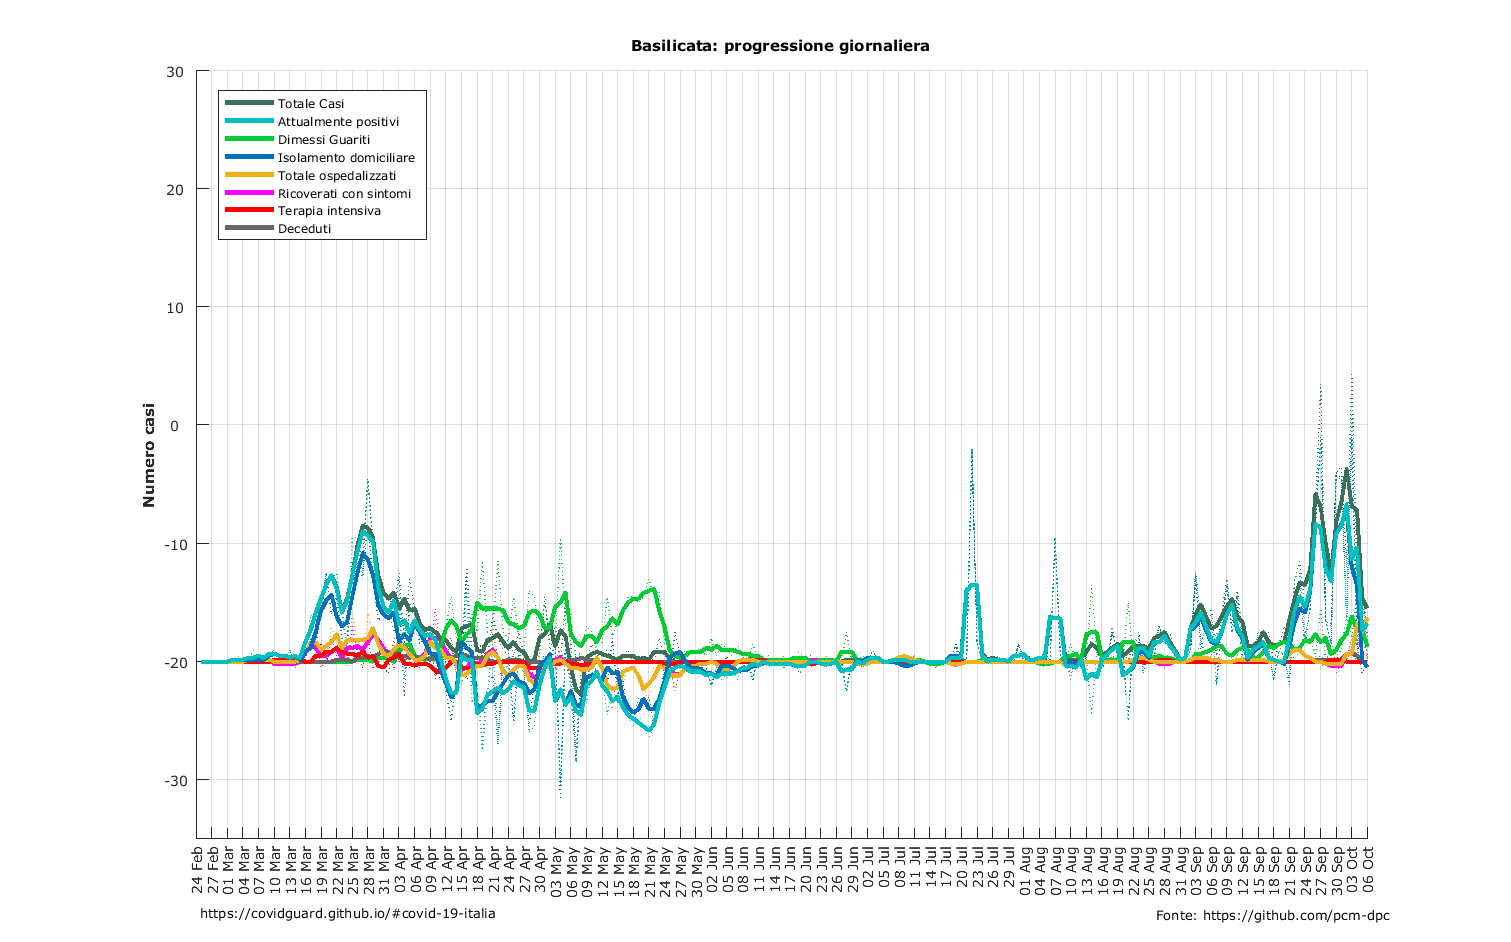 Basilicata: progressione giornaliera
30
20
10
0
-10
-20
-30
Numero casi
Totale Casi
Attualmente positivi
Dimessi Guariti
Isolamento domiciliare
Totale ospedalizzati
Ricoverati con sintomi
Terapia intensiva
Deceduti
24 Feb
27 Feb
01 Mar
04 Mar
07 Mar
10 Mar
13 Mar
16 Mar
19 Mar
22 Mar
25 Mar
28 Mar
31 Mar
03 Apr
06 Apr
09 Apr
12 Apr
15 Apr
18 Apr
21 Apr
24 Apr
27 Apr
30 Apr
03 May
06 May
09 May
12 May
15 May
18 May
21 May
24 May
27 May
30 May
02 Jun
05 Jun
08 Jun
11 Jun
14 Jun
17 Jun
20 Jun
23 Jun
26 Jun
29 Jun
02 Jul
05 Jul
08 Jul
11 Jul
14 Jul
17 Jul
20 Jul
23 Jul
26 Jul
29 Jul
01 Aug
04 Aug
07 Aug
10 Aug
13 Aug
16 Aug
19 Aug
22 Aug
25 Aug
28 Aug
31 Aug
03 Sep
06 Sep
09 Sep
12 Sep
15 Sep
18 Sep
21 Sep
24 Sep
27 Sep
30 Sep
03 Oct
06 Oct
https://covidguard.github.io/#covid-19-italia
Fonte: https://github.com/pcm-dpc